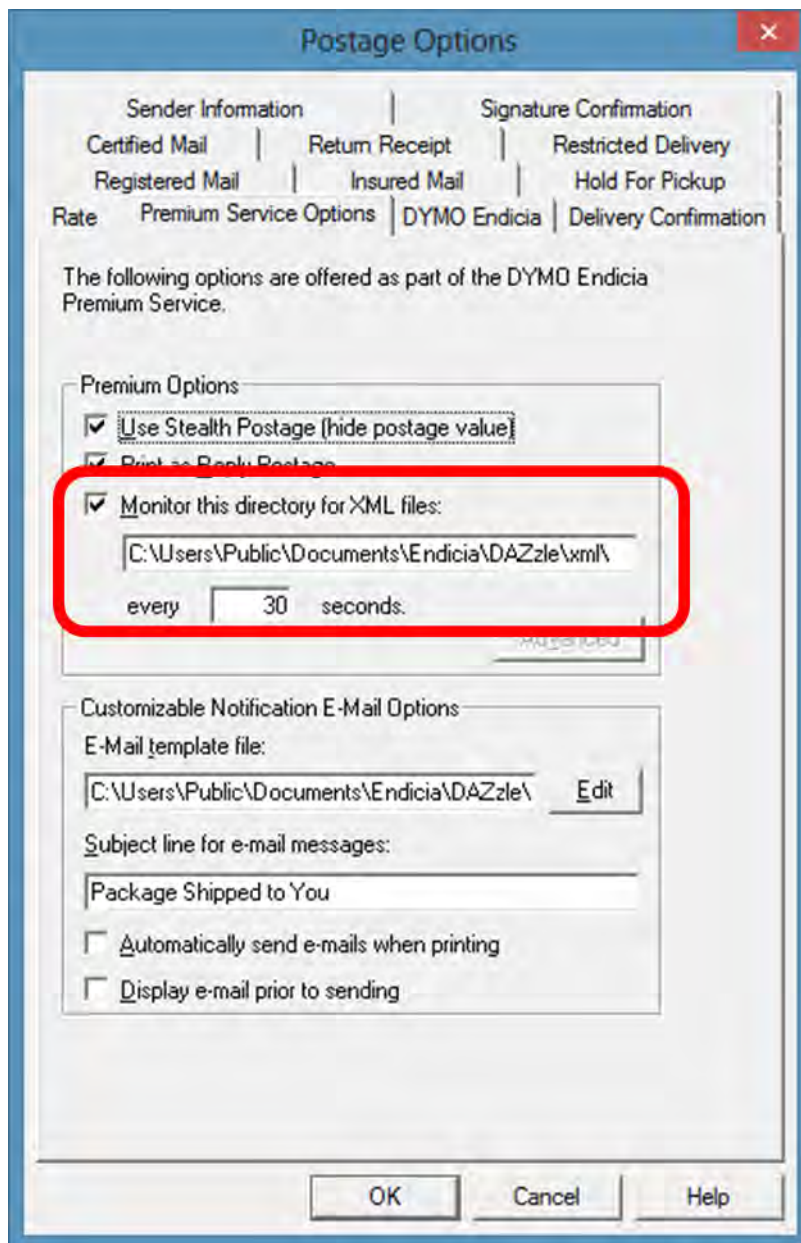 Postage Options
Sender Information Signature Confirmation
Certified Mail Return Receipt Restricted Delivery
Registered Mail Insured Mail Hold For Pickup
Rate Premium Service Options DYMO Endicia Delivery Confirmation
The following options are offered as part of the DYMO Endicia
Premium Service.
Premium Options
Use Stealth Postage (hide postage value)
Print as Reply Postage
Monitor this directory for XML files:
C:\Users\Public\Documents\Endicia\DAZzle\xml\
every 30 seconds.
Advanced
Customizable Notification E-Mail Options
E-Mail template file:
C:\Users\Public\Documents\Endicia\DAZzle\ Edit
Subject line for e-mail messages:
Package Shipped to You
Automatically send e-mails when printing
Display e-mail prior to sending
OK Cancel Help